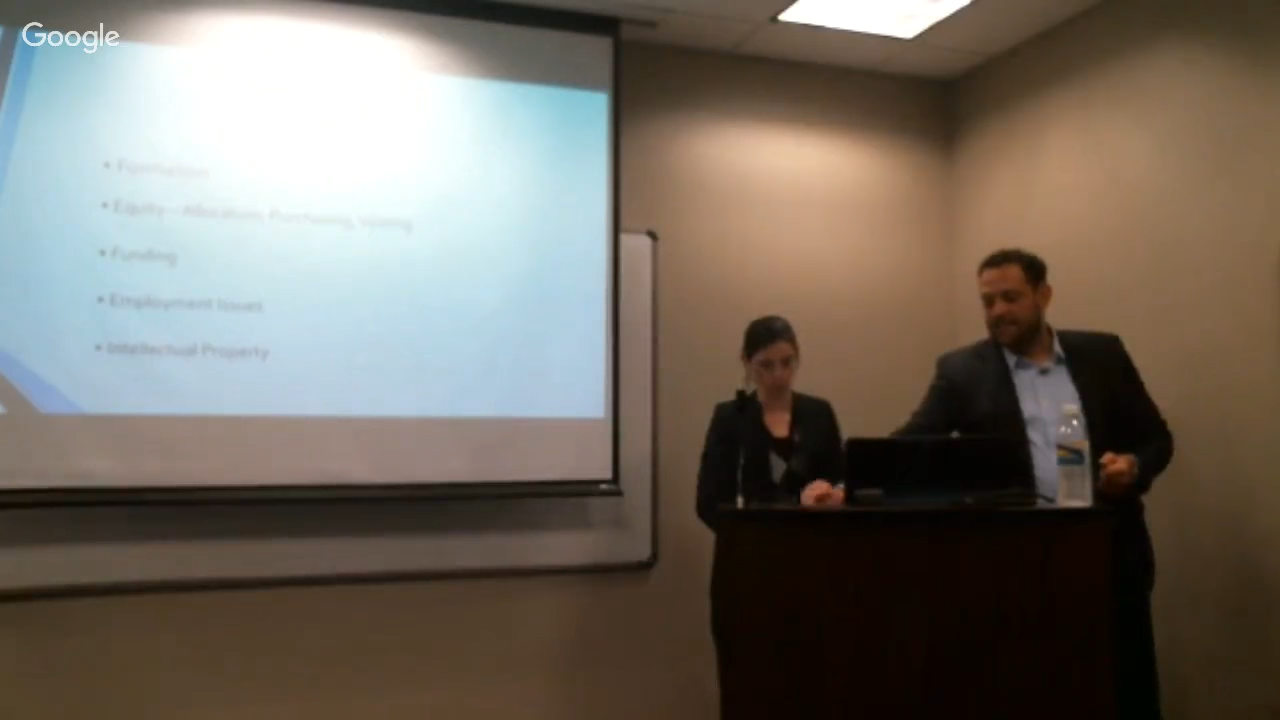 Google
• Formation
• Equity – Allocation, Purchasing, Vesting
• Funding
• Employment Issues
• Intellectual Property